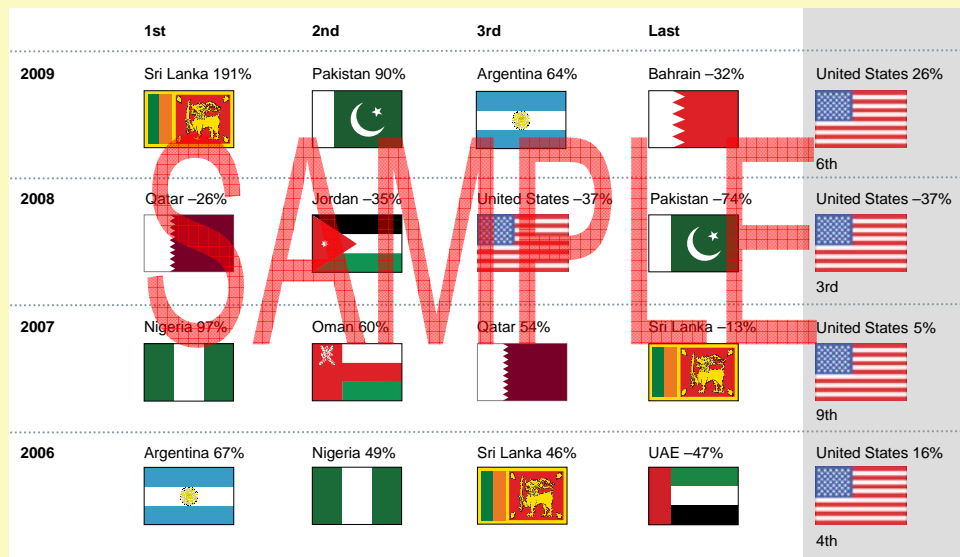 1st 2nd 3rd Last
2009
Sri Lanka 191% Pakistan 90% Argentina 64% Bahrain –32% United States 26%
6th
2008
Qatar –26% Jordan –35% United States –37% Pakistan –74% United States –37%
3rd
2007
Nigeria 97% Oman 60% Qatar 54% Sri Lanka –13% United States 5%
9th
2006
Argentina 67% Nigeria 49% Sri Lanka 46% UAE –47% United States 16%
4th
SAMPLE